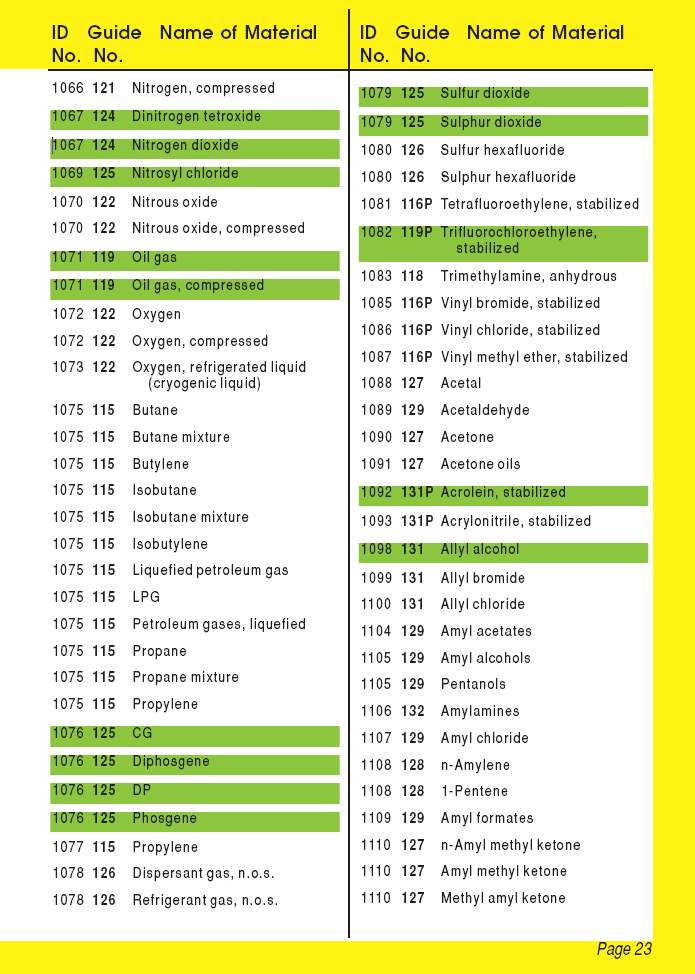 ID Guide Name of Material
No. No.
1066 121 Nitrogen, compressed
1067 124 Dinitrogen tetroxide
1067 124 Nitrogen dioxide
1069 125 Nitrosyl chloride
1070 122 Nitrous oxide
1070 122 Nitrous oxide, compressed
1071 119 Oil gas
1071 119 Oil gas, compressed
1072 122 Oxygen
1072 122 Oxygen, compressed
1073 122 Oxygen, refrigerated liquid
(cryogenic liquid)
1075 115 Butane
1075 115 Butane mixture
1075 115 Butylene
1075 115 Isobutane
1075 115 Isobutane mixture
1075 115 Isobutylene
1075 115 Liquefied petroleum gas
1075 115 LPG
1075 115 Petroleum gases, liquefied
1075 115 Propane
1075 115 Propane mixture
1075 115 Propylene
1076 125 CG
1076 125 Diphosgene
1076 125 DP
1076 125 Phosgene
1077 115 Propylene
1078 126 Dispersant gas, n.o.s.
1078 126 Refrigerant gas, n.o.s.
ID Guide Name of Material
No. No.
1079 125 Sulfur dioxide
1079 125 Sulphur dioxide
1080 126 Sulfur hexafluoride
1080 126 Sulphur hexafluoride
1081 116P Tetrafluoroethylene, stabilized
1082 119P Trifluorochloroethylene,
stabilized
1083 118 Trimethylamine, anhydrous
1085 116P Vinyl bromide, stabilized
1086 116P Vinyl chloride, stabilized
1087 116P Vinyl methyl ether, stabilized
1088 127 Acetal
1089 129 Acetaldehyde
1090 127 Acetone
1091 127 Acetone oils
1092 131P Acrolein, stabilized
1093 131P Acrylonitrile, stabilized
1098 131 Allyl alcohol
1099 131 Allyl bromide
1100 131 Allyl chloride
1104 129 Amyl acetates
1105 129 Amyl alcohols
1105 129 Pentanols
1106 132 Amylamines
1107 129 Amyl chloride
1108 128 n-Amylene
1108 128 1-Pentene
1109 129 Amyl formates
1110 127 n-Amyl methyl ketone
1110 127 Amyl methyl ketone
1110 127 Methyl amyl ketone
Page 23